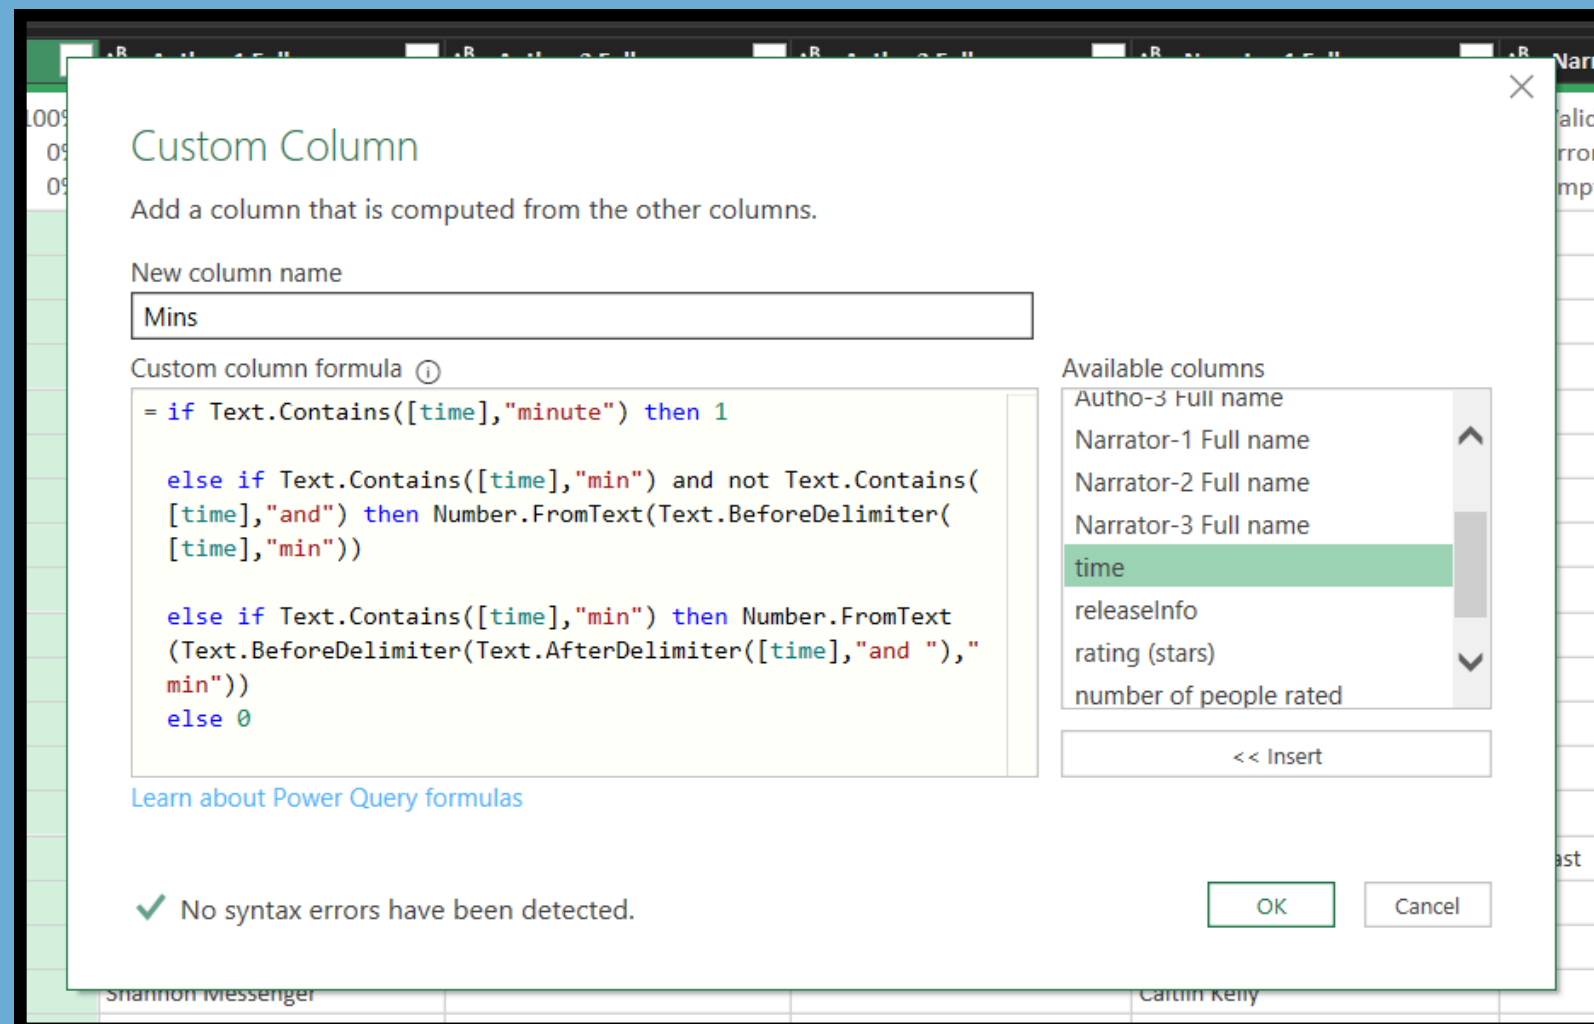 Custom Column
Add a column that is computed from the other columns.
New column name
Mins
Custom column formula
Available columns
= if Text.Contains([time],"minute") then 1
else if Text.Contains([time],"min") and not Text.Contains(
[time],"and") then Number.FromText(Text.BeforeDelimiter(
[time],"min"))
else if Text.Contains([time],"min") then Number.FromText
(Text.BeforeDelimiter(Text.AfterDelimiter([time],"and "),"
min"))
else 0
Autho-3 Full name
Narrator-1 Full name
Narrator-2 Full name
Narrator-3 Full name
time
releaseInfo
rating (stars)
number of people rated
<< Insert
Learn about Power Query formulas
No syntax errors have been detected.
OK
Cancel
Shannon Messenger
Caitlin Kelly